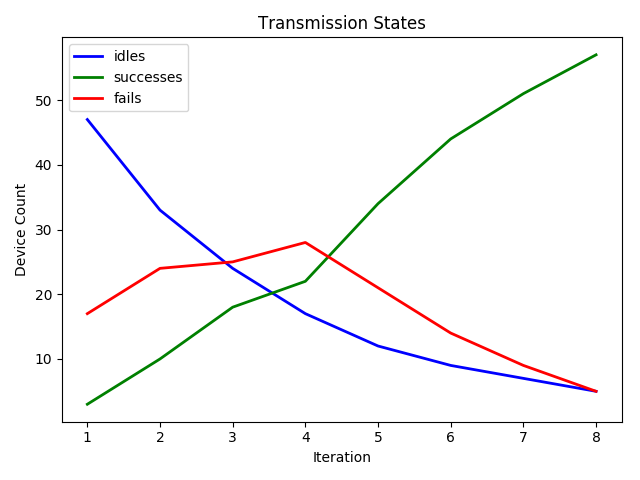 Transmission States
idles
successes
fails
Device Count
50
40
30
20
10
1 2 3 4 5 6 7 8
Iteration